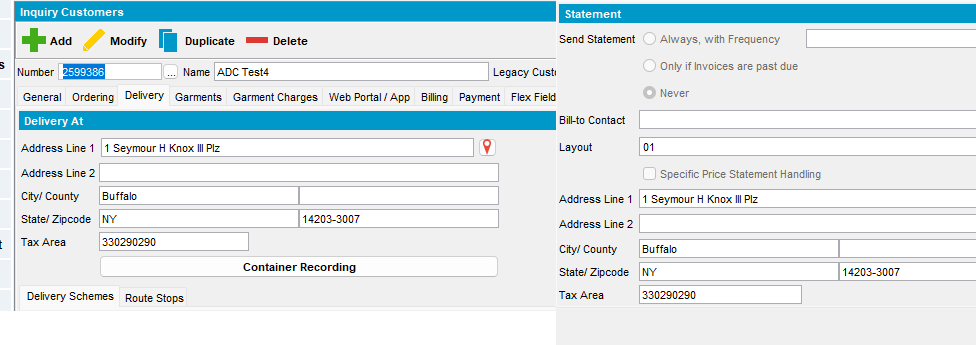 Inquiry Customers
Add Modify Duplicate Delete
Number 2599386 ... Name ADC Test4 Legacy Custo
General Ordering Delivery Garments Garment Charges Web Portal / App Billing Payment Flex Field
Delivery At
Address Line 1 1 Seymour H Knox III Plz
Address Line 2
City/ County Buffalo
State/ Zipcode NY 14203-3007
Tax Area 330290290
Container Recording
Delivery Schemes Route Stops
Statement
Send Statement Always, with Frequency
Only if Invoices are past due
Never
Bill-to Contact
Layout 01
Specific Price Statement Handling
Address Line 1 1 Seymour H Knox III Plz
Address Line 2
City/ County Buffalo
State/ Zipcode NY 14203-3007
Tax Area 330290290